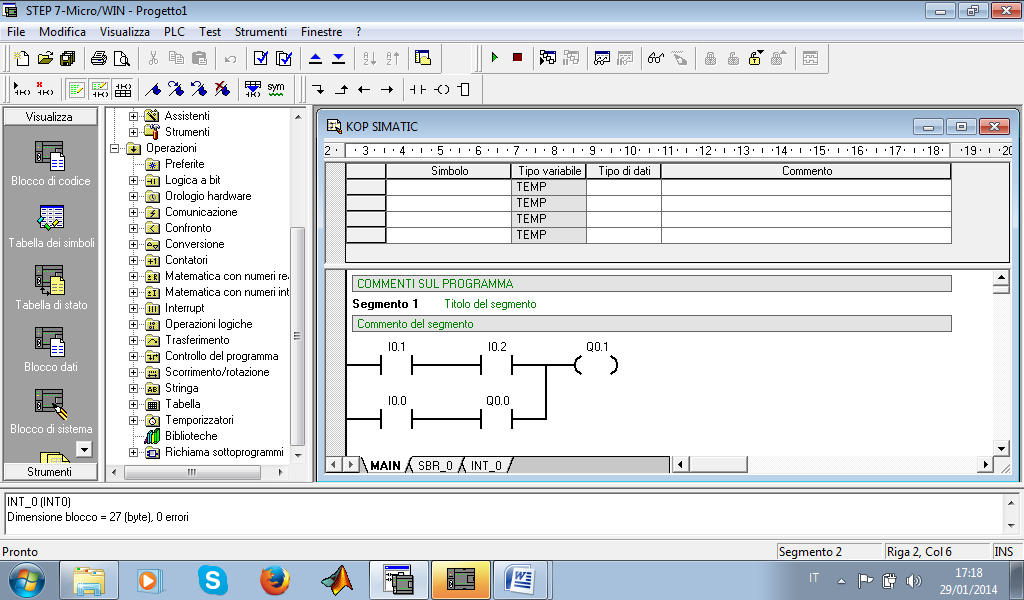 STEP 7-Micro/WIN - Progetto1
File Modifica Visualizza PLC Test Strumenti Finestre ?
sym
Visualizza
Blocco di codice
Tabella dei simboli
Tabella di stato
Blocco dati
Blocco di sistema
Strumenti
Assistenti
Strumenti
Operazioni
Preferite
Logica a bit
Orologio hardware
Comunicazione
Confronto
Conversione
Contatori
Matematica con numeri re
Matematica con numeri int
Interrupt
Operazioni logiche
Trasferimento
Controllo del programma
Scorrimento/rotazione
Stringa
Tabella
Temporizzatori
Biblioteche
Richiama sottoprogrammi
KOP SIMATIC
2 3 4 5 6 7 8 9 10 11 12 13 14 15 16 17 18 19 20
Simbolo Tipo variabile Tipo di dati Commento
TEMP
TEMP
TEMP
TEMP
COMMENTI SUL PROGRAMMA
Segmento 1 Titolo del segmento
Commento del segmento
I0.1 I0.2 Q0.1
I0.0 Q0.0
MAIN SBR_0 INT_0
INT_0 (INT0)
Dimensione blocco = 27 (byte), 0 errori
Pronto Segmento 2 Riga 2, Col 6 INS
IT 17:18
29/01/2014